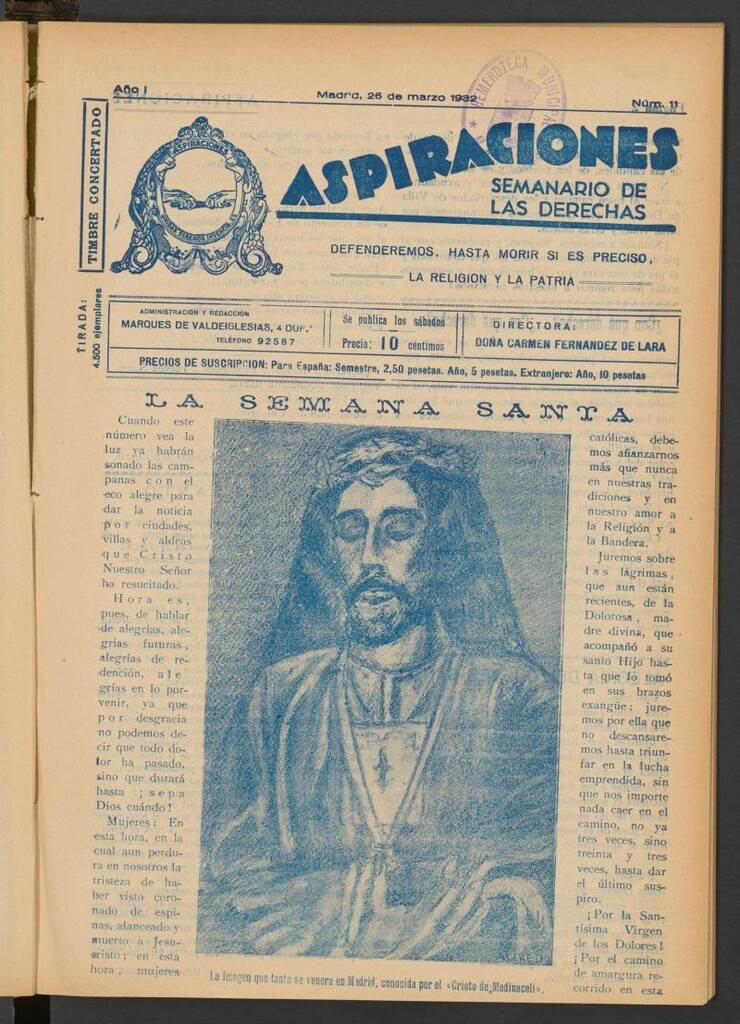 Año I
Madrid, 26 de marzo 1932
Núm. 11
HEMEROTECA MUNICIPAL
TIMBRE CONCERTADO
ASPIRACIONES
ASPIRACIONES
SEMANARIO DE
LAS DERECHAS
DEFENDEREMOS, HASTA MORIR SI ES PRECISO,
LA RELIGION Y LA PATRIA
TIRADA:
4.500 ejemplares
ADMINISTRACION Y REDACCION
MARQUES DE VALDEIGLESIAS, 4 DUP.°
TELÉFONO 92587
Se publica los sábados
Precio: 10 céntimos
DIRECTORA:
DOÑA CARMEN FERNANDEZ DE LARA
PRECIOS DE SUSCRIPCION: Para España: Semestre, 2,50 pesetas. Año, 5 pesetas. Extranjero: Año, 10 pesetas
LA SEMANA SANTA
Cuando este
número vea la
luz ya habrán
sonado las cam-
panas con el
eco alegre para
dar la noticia
por ciudades,
villas y aldeas
que Cristo
Nuestro Señor
ha resucitado.
Hora es,
pues, de hablar
de alegrías, ale-
grías futuras,
alegrías de re-
dención, ale-
grías en lo por-
venir, ya que
por desgracia
no podemos de-
cir que todo do-
lor ha pasado,
sino que durará
hasta ¡sepa
Dios cuándo!
Mujeres: En
esta hora, en la
cual aun perdu-
ra en nosotros la
tristeza de ha-
ber visto coro-
nado de espi-
nas, alanceado y
muerto a Jesu-
cristo; en esta
hora, mujeres
ALFREDO
La imagen que tanto se venera en Madrid, conocida por el «Cristo de Medinaceli».
católicas, debe-
mos afianzarnos
más que nunca
en nuestras tra-
diciones y en
nuestro amor a
la Religión y a
la Bandera.
Juremos sobre
las lágrimas,
que aun están
recientes, de la
Dolorosa, ma-
dre divina, que
acompañó a su
santo Hijo has-
ta que lo tomó
en sus brazos
exangüe; jure-
mos por ella que
no descansare-
mos hasta triun-
far en la lucha
emprendida, sin
que nos importe
nada caer en el
camino, no ya
tres veces, sino
treinta y tres
veces, hasta dar
el último sus-
piro.
¡Por la San-
tísima Virgen
de los Dolores!
¡Por el camino
de amargura re-
corrido en esta